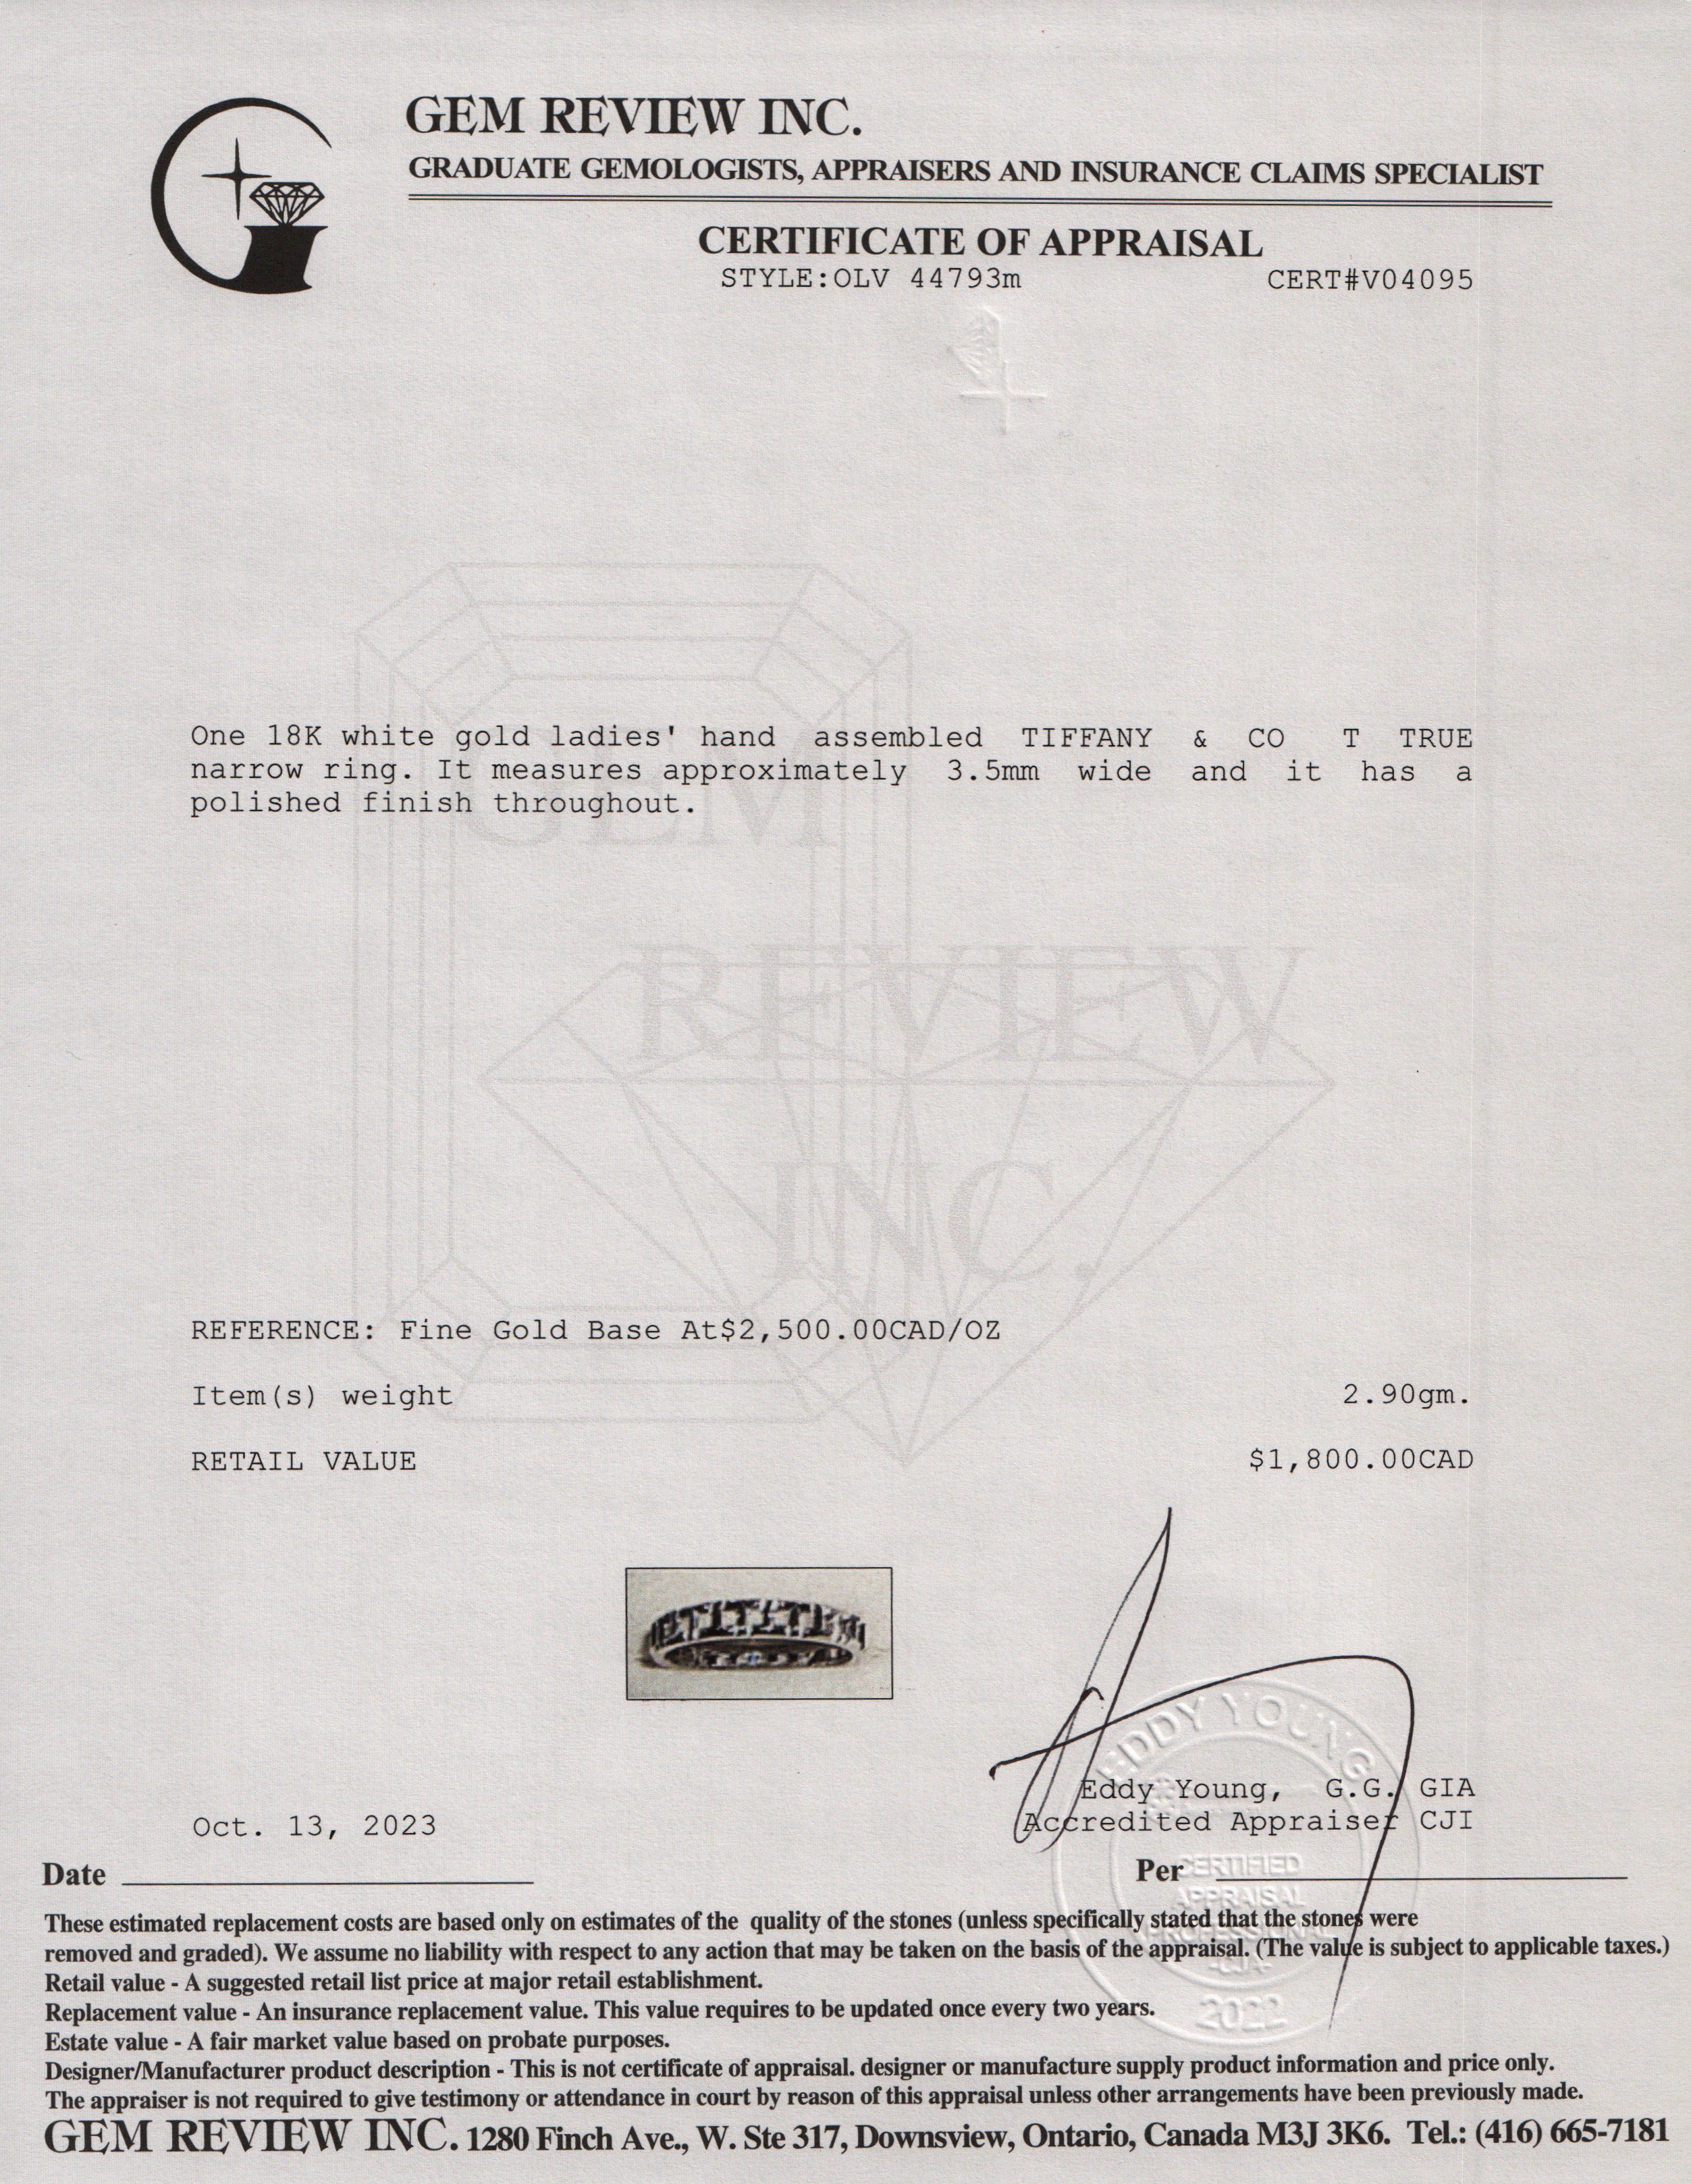 GEM REVIEW INC.
GRADUATE GEMOLOGISTS, APPRAISERS AND INSURANCE CLAIMS SPECIALIST
CERTIFICATE OF APPRAISAL
STYLE:OLV 44793m CERT#V04095
One 18K white gold ladies' hand assembled TIFFANY & CO T TRUE
narrow ring. It measures approximately 3.5mm wide and it has a
polished finish throughout.
GEM
REVIEW
INC.
REFERENCE: Fine Gold Base At$2,500.00CAD/OZ
Item(s) weight 2.90gm.
RETAIL VALUE $1,800.00CAD
EDDY YOUNG
Eddy Young, G.G. GIA
Oct. 13, 2023 Accredited Appraiser CJI
Date Per
CERTIFIED
APPRAISAL
PROFESSIONAL
-CJA-
2022
These estimated replacement costs are based only on estimates of the quality of the stones (unless specifically stated that the stones were
removed and graded). We assume no liability with respect to any action that may be taken on the basis of the appraisal. (The value is subject to applicable taxes.)
Retail value - A suggested retail list price at major retail establishment.
Replacement value - An insurance replacement value. This value requires to be updated once every two years.
Estate value - A fair market value based on probate purposes.
Designer/Manufacturer product description - This is not certificate of appraisal. designer or manufacture supply product information and price only.
The appraiser is not required to give testimony or attendance in court by reason of this appraisal unless other arrangements have been previously made.
GEM REVIEW INC. 1280 Finch Ave., W. Ste 317, Downsview, Ontario, Canada M3J 3K6. Tel.: (416) 665-7181